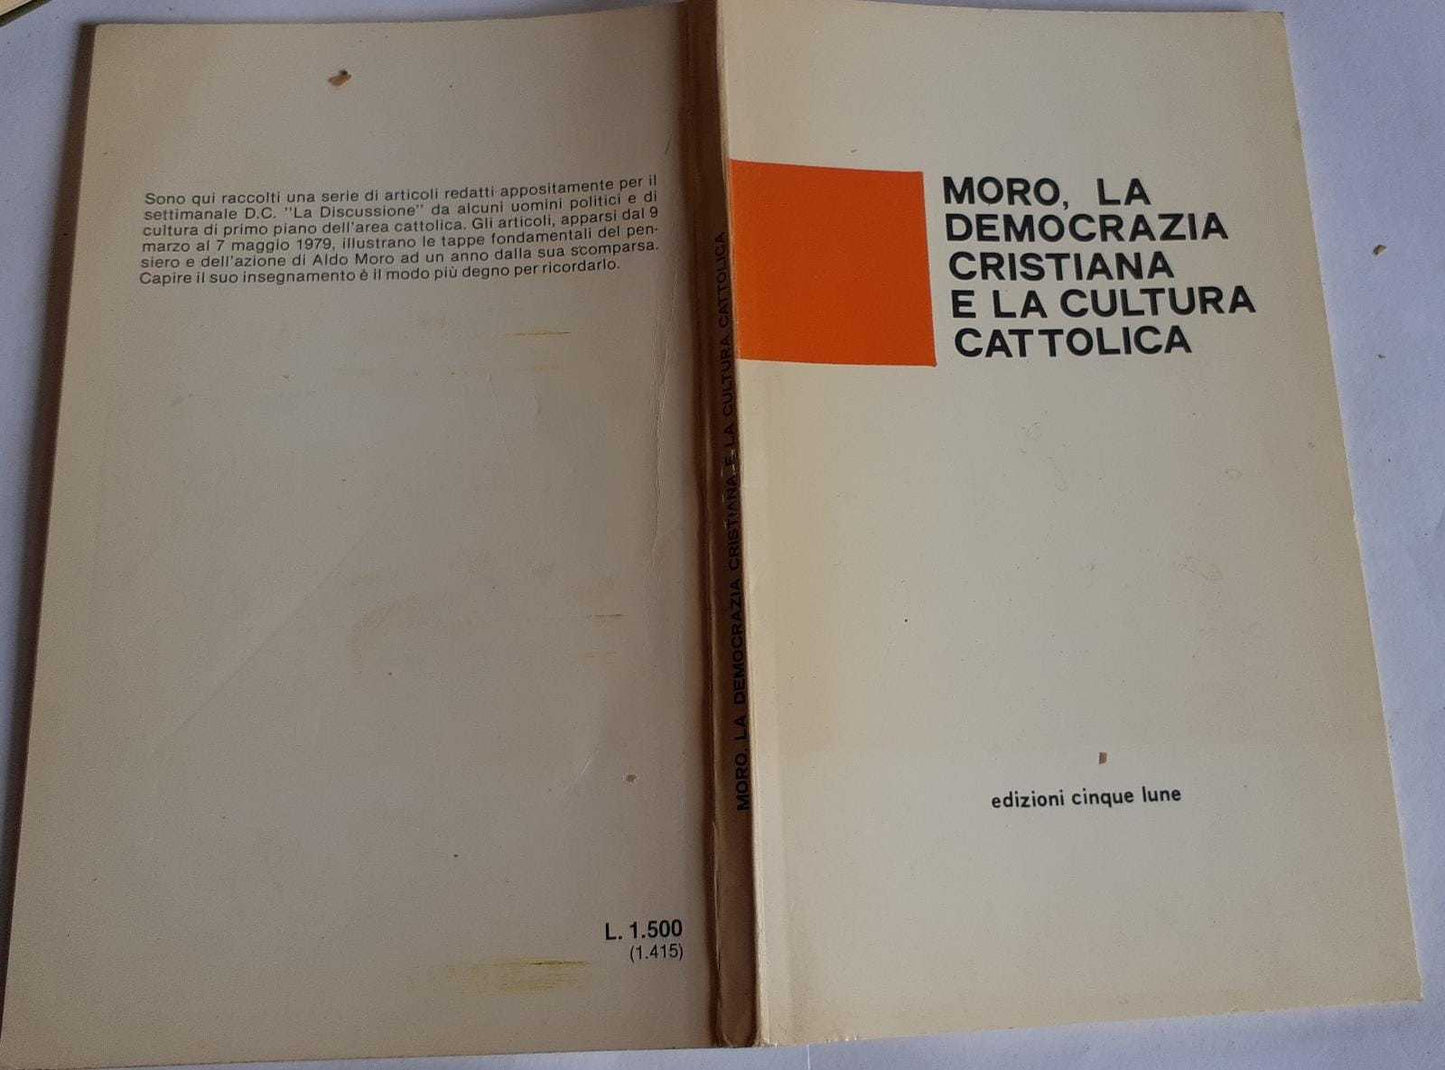 Sono qui raccolti una serie di articoli redatti appositamente per il
settimanale D.C. "La Discussione" da alcuni uomini politici e di
cultura di primo piano dell'area cattolica. Gli articoli, apparsi dal 9
marzo al 7 maggio 1979, illustrano le tappe fondamentali del pen-
siero e dell'azione di Aldo Moro ad un anno dalla sua scomparsa.
Capire il suo insegnamento è il modo più degno per ricordarlo.
L. 1.500
(1.415)
MORO, LA DEMOCRAZIA CRISTIANA E LA CULTURA CATTOLICA
MORO, LA
DEMOCRAZIA
CRISTIANA
E LA CULTURA
CATTOLICA
edizioni cinque lune